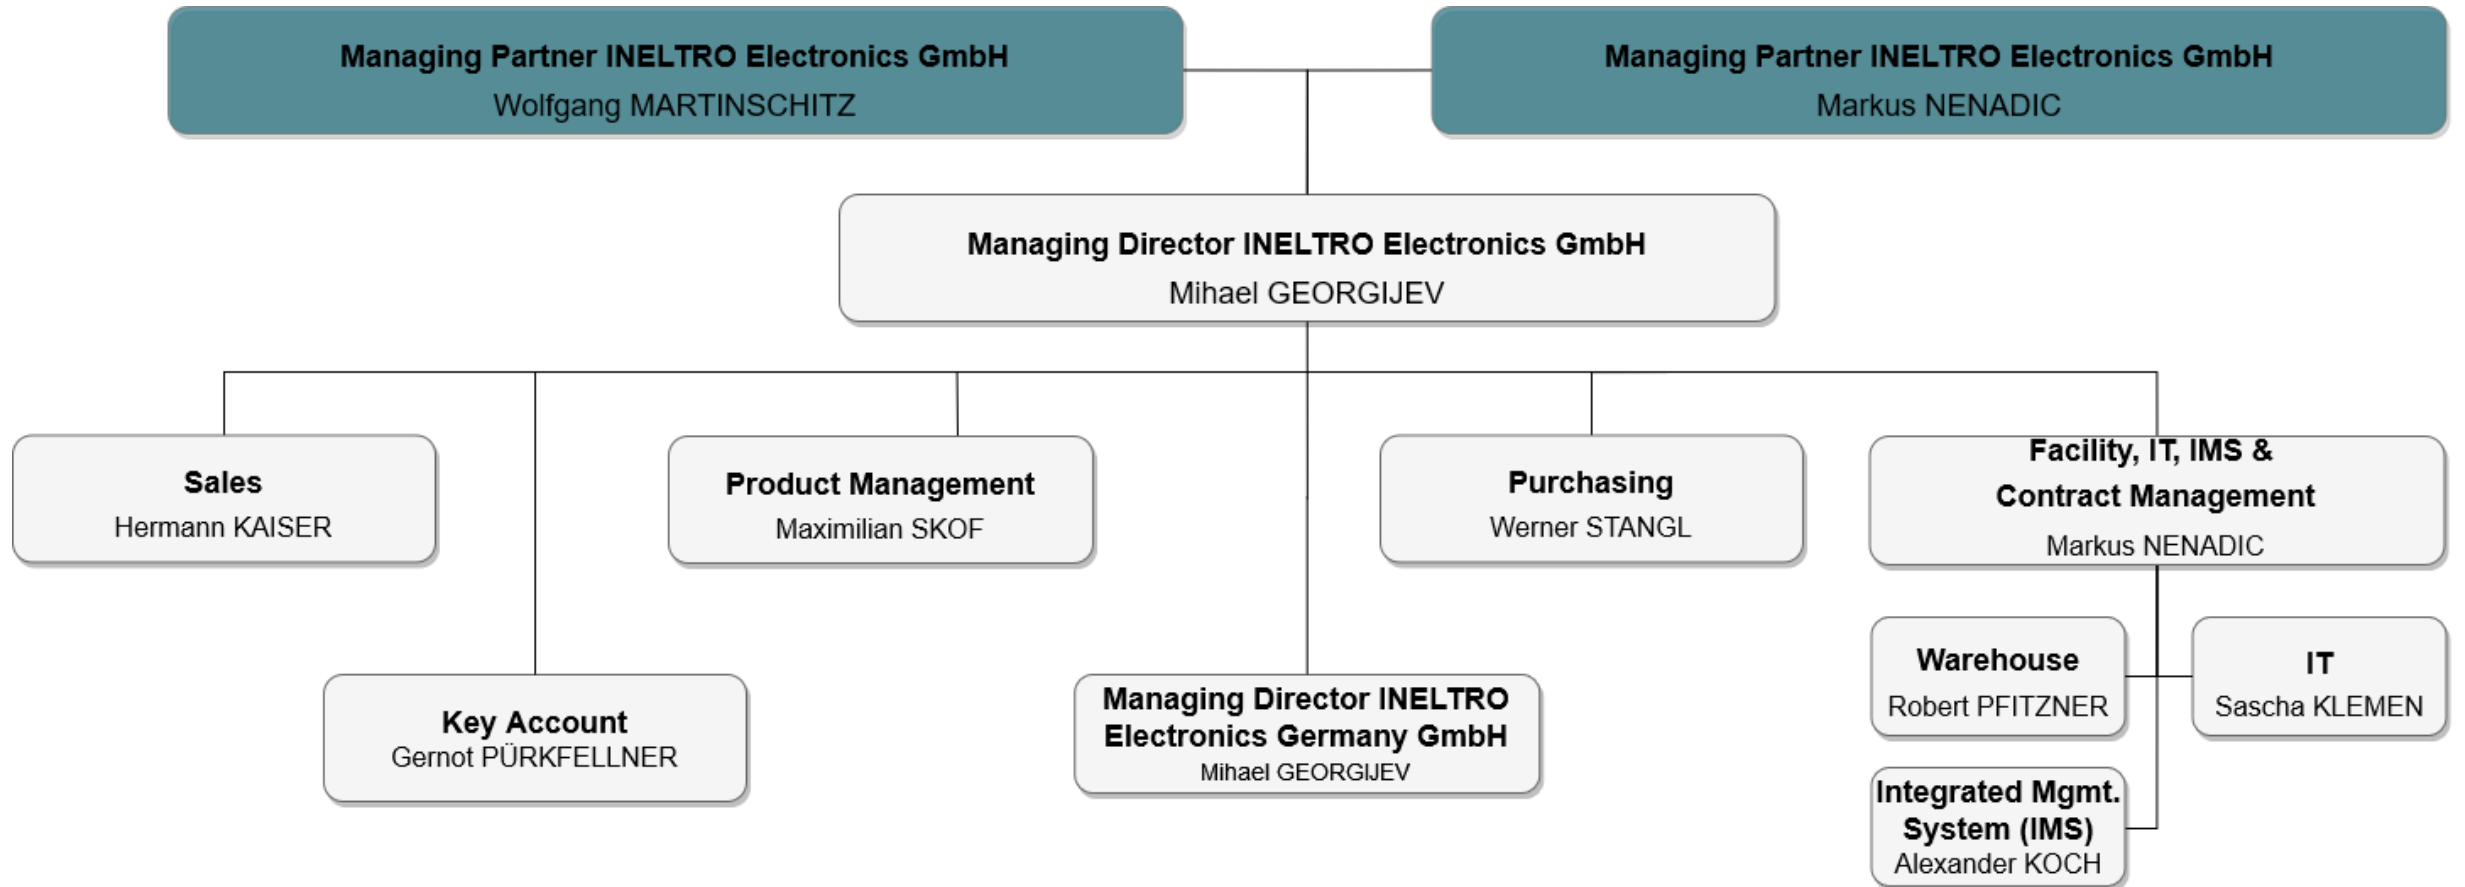 Managing Partner INELTRO Electronics GmbH
Wolfgang MARTINSCHITZ
Managing Partner INELTRO Electronics GmbH
Markus NENADIC
Managing Director INELTRO Electronics GmbH
Mihael GEORGIJEV
Sales
Hermann KAISER
Product Management
Maximilian SKOF
Purchasing
Werner STANGL
Facility, IT, IMS &
Contract Management
Markus NENADIC
Key Account
Gernot PÜRKFELLNER
Managing Director INELTRO
Electronics Germany GmbH
Mihael GEORGIJEV
Warehouse
Robert PFITZNER
IT
Sascha KLEMEN
Integrated Mgmt.
System (IMS)
Alexander KOCH